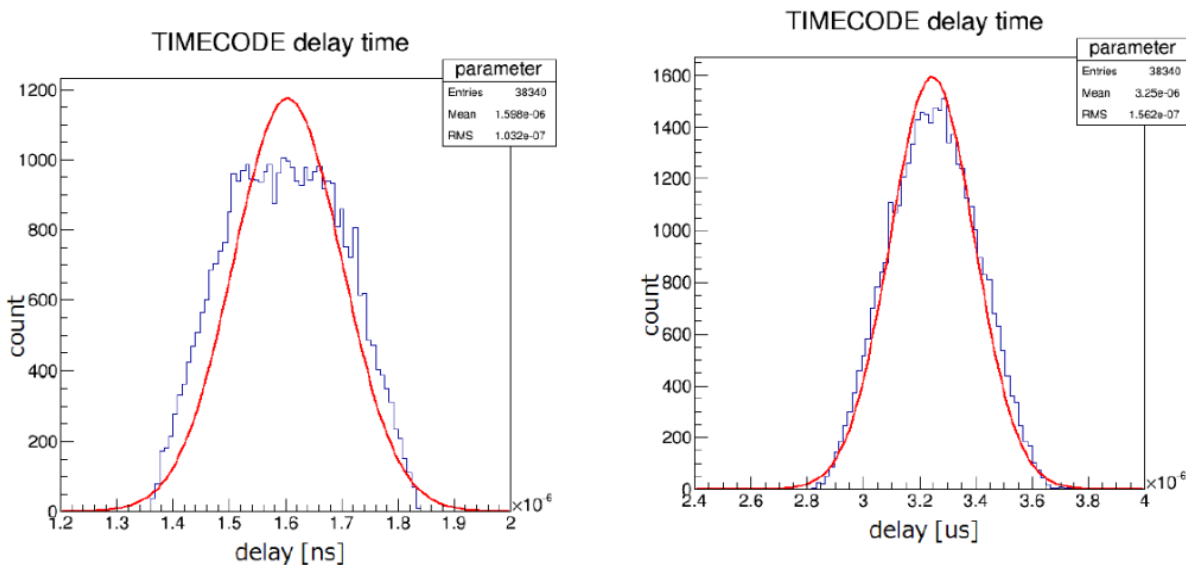 TIMECODE delay time
parameter
Entries 38340
Mean 1.598e-06
RMS 1.032e-07
1200
1000
800
600
400
200
0
count
1.2 1.3 1.4 1.5 1.6 1.7 1.8 1.9 2
×10⁻⁶
delay [ns]
TIMECODE delay time
parameter
Entries 38340
Mean 3.25e-06
RMS 1.562e-07
1600
1400
1200
1000
800
600
400
200
0
count
2.4 2.6 2.8 3 3.2 3.4 3.6 3.8 4
×10⁻⁶
delay [us]